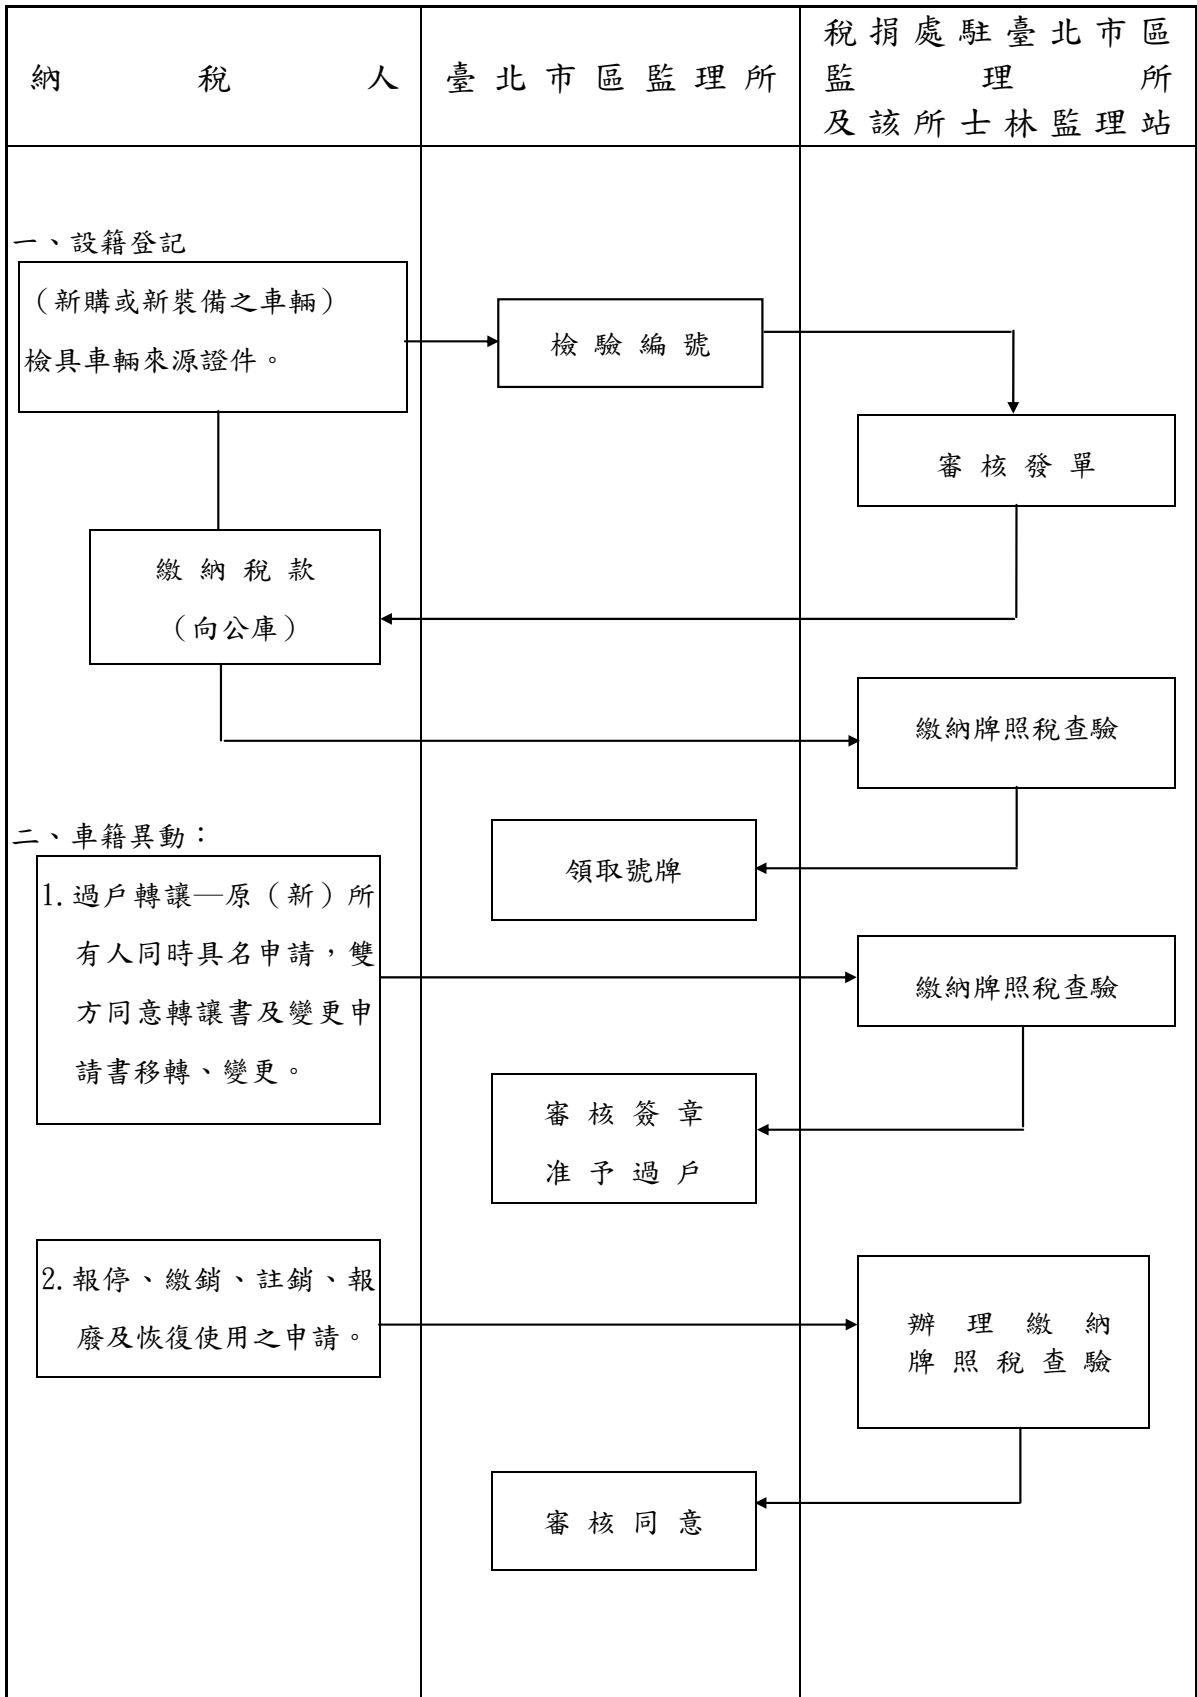 納稅人
臺北市區監理所
稅捐處駐臺北市區
監理所
及該所士林監理站
一、設籍登記
（新購或新裝備之車輛）
檢具車輛來源證件。
檢驗編號
審核發單
繳納稅款
（向公庫）
繳納牌照稅查驗
領取號牌
二、車籍異動：
1.過戶轉讓—原（新）所
有人同時具名申請，雙
方同意轉讓書及變更申
請書移轉、變更。
繳納牌照稅查驗
審核簽章
准予過戶
2.報停、繳銷、註銷、報
廢及恢復使用之申請。
辦理繳納
牌照稅查驗
審核同意